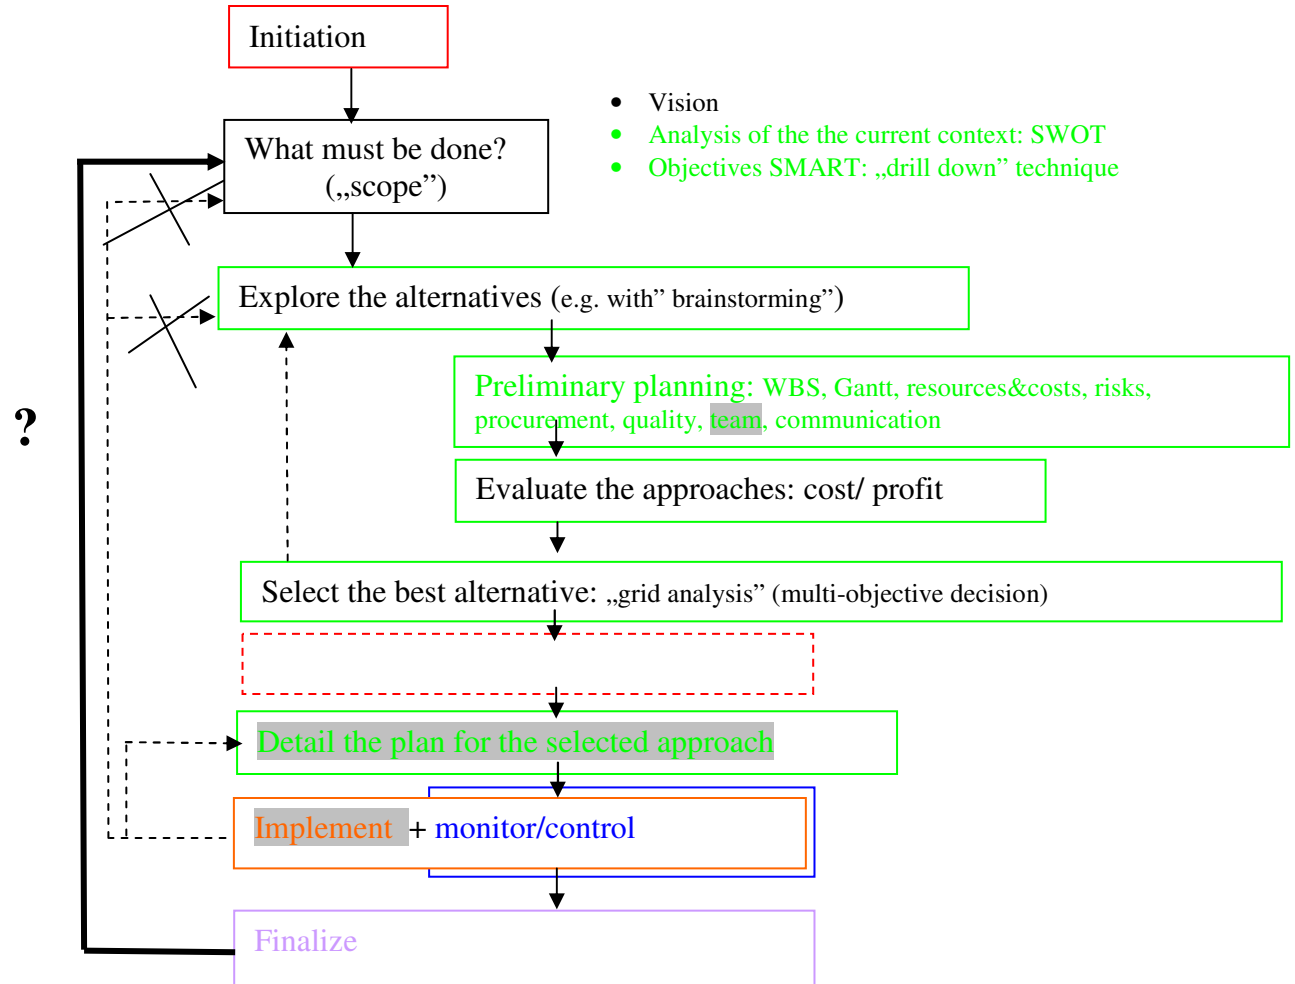 Initiation
• Vision
What must be done?
(„scope”)
• Analysis of the the current context: SWOT
• Objectives SMART: „drill down” technique
Explore the alternatives (e.g. with” brainstorming”)
Preliminary planning: WBS, Gantt, resources&costs, risks,
procurement, quality, team, communication
?
Evaluate the approaches: cost/ profit
Select the best alternative: „grid analysis” (multi-objective decision)
Detail the plan for the selected approach
Implement + monitor/control
Finalize